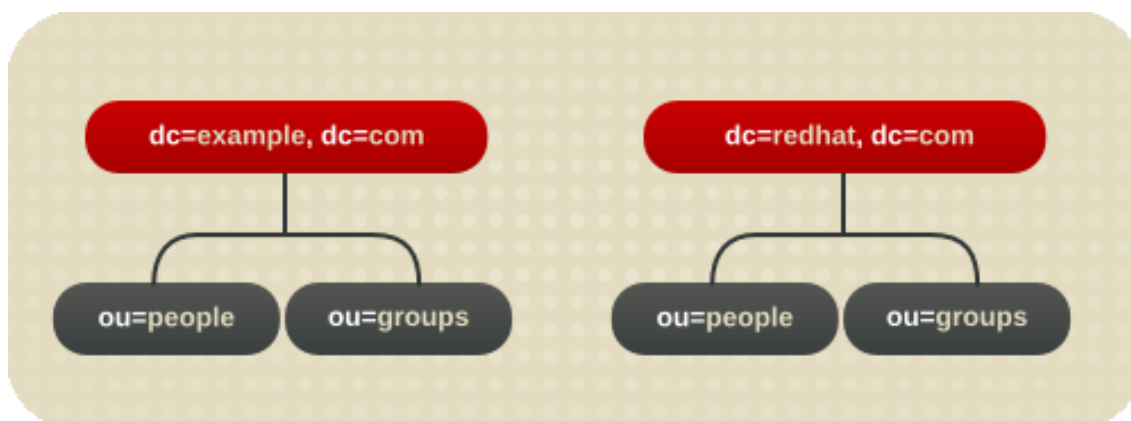 dc=example, dc=com
dc=redhat, dc=com
ou=people
ou=groups
ou=people
ou=groups